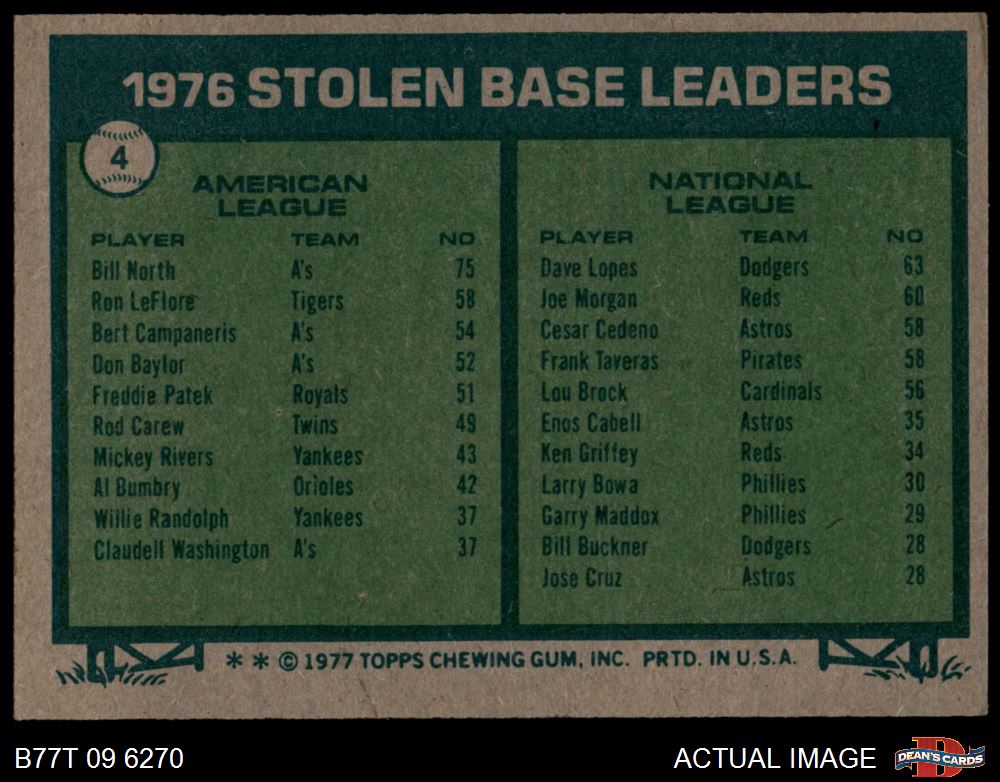 1976 STOLEN BASE LEADERS
4
AMERICAN
LEAGUE
PLAYER TEAM NO
Bill North A's 75
Ron LeFlore Tigers 58
Bert Campaneris A's 54
Don Baylor A's 52
Freddie Patek Royals 51
Rod Carew Twins 49
Mickey Rivers Yankees 43
Al Bumbry Orioles 42
Willie Randolph Yankees 37
Claudell Washington A's 37
NATIONAL
LEAGUE
PLAYER TEAM NO
Dave Lopes Dodgers 63
Joe Morgan Reds 60
Cesar Cedeno Astros 58
Frank Taveras Pirates 58
Lou Brock Cardinals 56
Enos Cabell Astros 35
Ken Griffey Reds 34
Larry Bowa Phillies 30
Garry Maddox Phillies 29
Bill Buckner Dodgers 28
Jose Cruz Astros 28
* * © 1977 TOPPS CHEWING GUM, INC. PRTD. IN U.S.A.
B77T 09 6270 ACTUAL IMAGE
D
DEAN'S CARDS